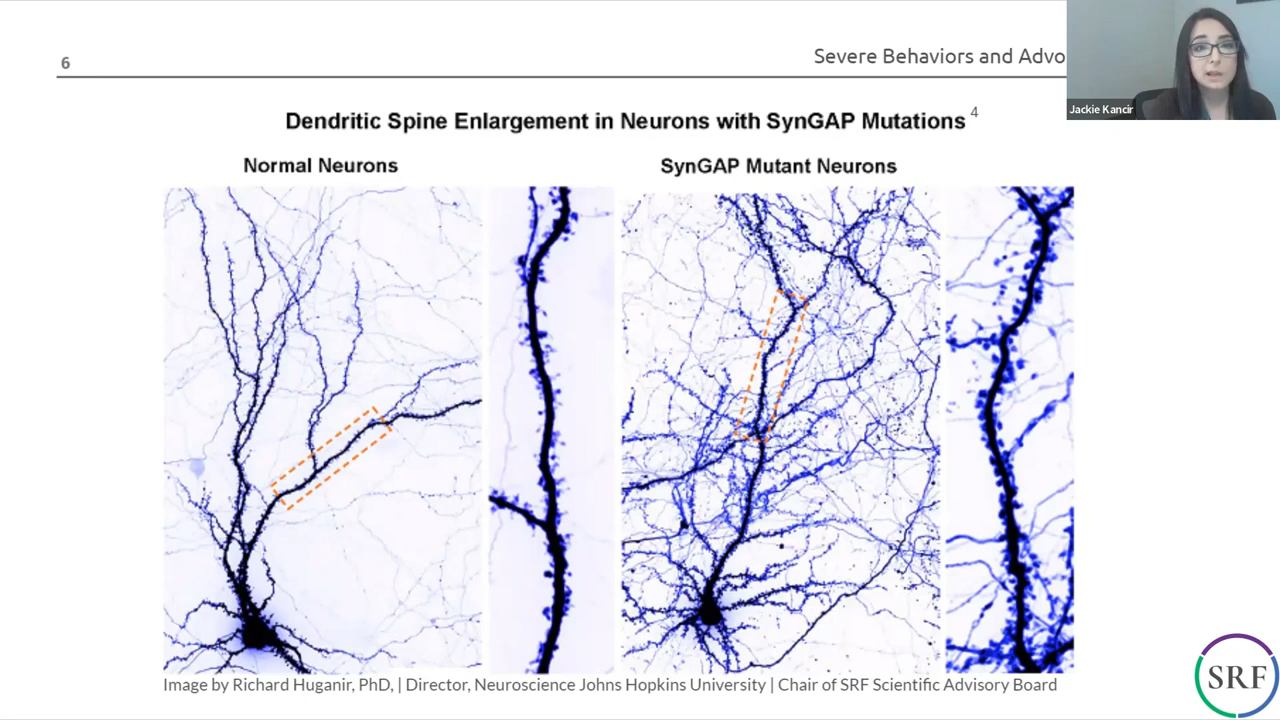 6
Severe Behaviors and Advo
Jackie Kancir
Dendritic Spine Enlargement in Neurons with SynGAP Mutations 4
Normal Neurons
SynGAP Mutant Neurons
Image by Richard Huganir, PhD, | Director, Neuroscience Johns Hopkins University | Chair of SRF Scientific Advisory Board
SRF